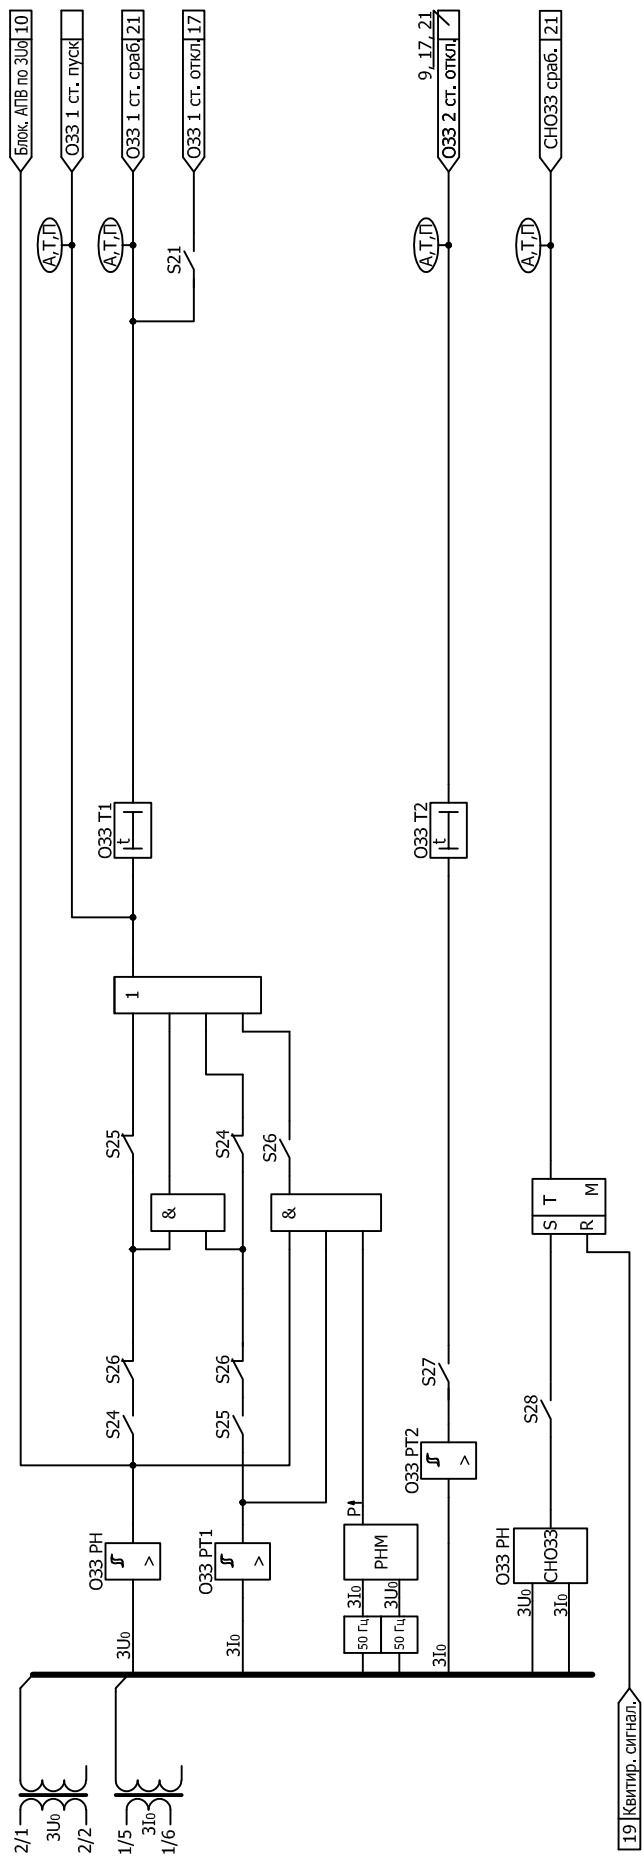 Блок. АПВ по 3U0 10
ОЗЗ 1 ст. пуск
ОЗЗ 1 ст. сраб. 21
ОЗЗ 1 ст. откл. 17
9, 17, 21
ОЗЗ 2 ст. откл.
СНОЗЗ сраб. 21
А,Т,П
А,Т,П
А,Т,П
А,Т,П
S21
ОЗЗ Т1
t
ОЗЗ Т2
t
1
S25
S24
S26
&
&
S T
R M
S24
S26
S25
S26
S27
S28
ОЗЗ РН
>
ОЗЗ РТ1
>
P
РНМ
ОЗЗ РТ2
>
ОЗЗ РН
СНОЗЗ
3U0
3I0
3I0
3U0
50 Гц
50 Гц
3I0
3U0
3I0
2/1
3U0
2/2
1/5
3I0
1/6
19 Квитир. сигнал.